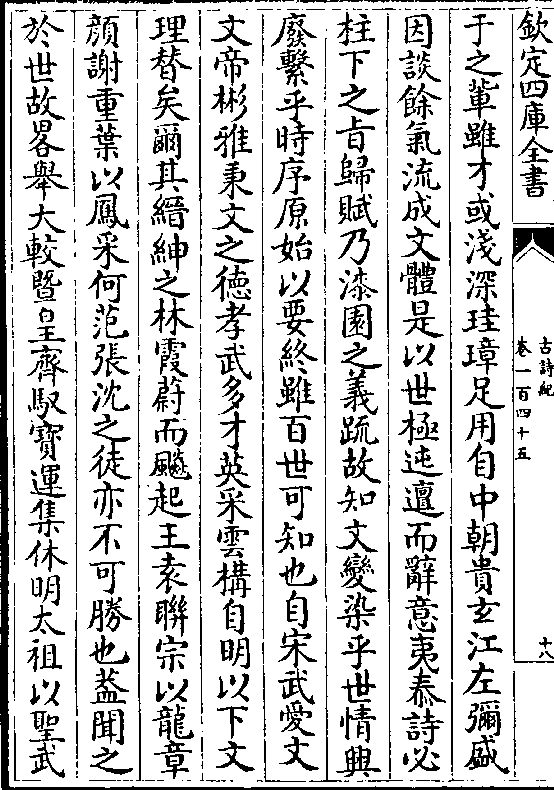 欽定四庫全書
古詩紀
卷一百四十五
十八
于之輩雖才或淺深珪璋足用自中朝貴玄江左彌盛
因談餘氣流成文體是以世極迍邅而辭意夷泰詩必
柱下之旨歸賦乃漆園之義疏故知文變染乎世情興
廢繫乎時序原始以要終雖百世可知也自宋武愛文
文帝彬雅秉文之德孝武多才英采雲構自明以下文
理替矣爾其縉紳之林霞蔚而飈起王袁聯宗以龍章
顏謝重葉以鳳采何范張沈之徒亦不可勝也葢聞之
於世故畧舉大較暨皇齊馭寶運集休明太祖以聖武